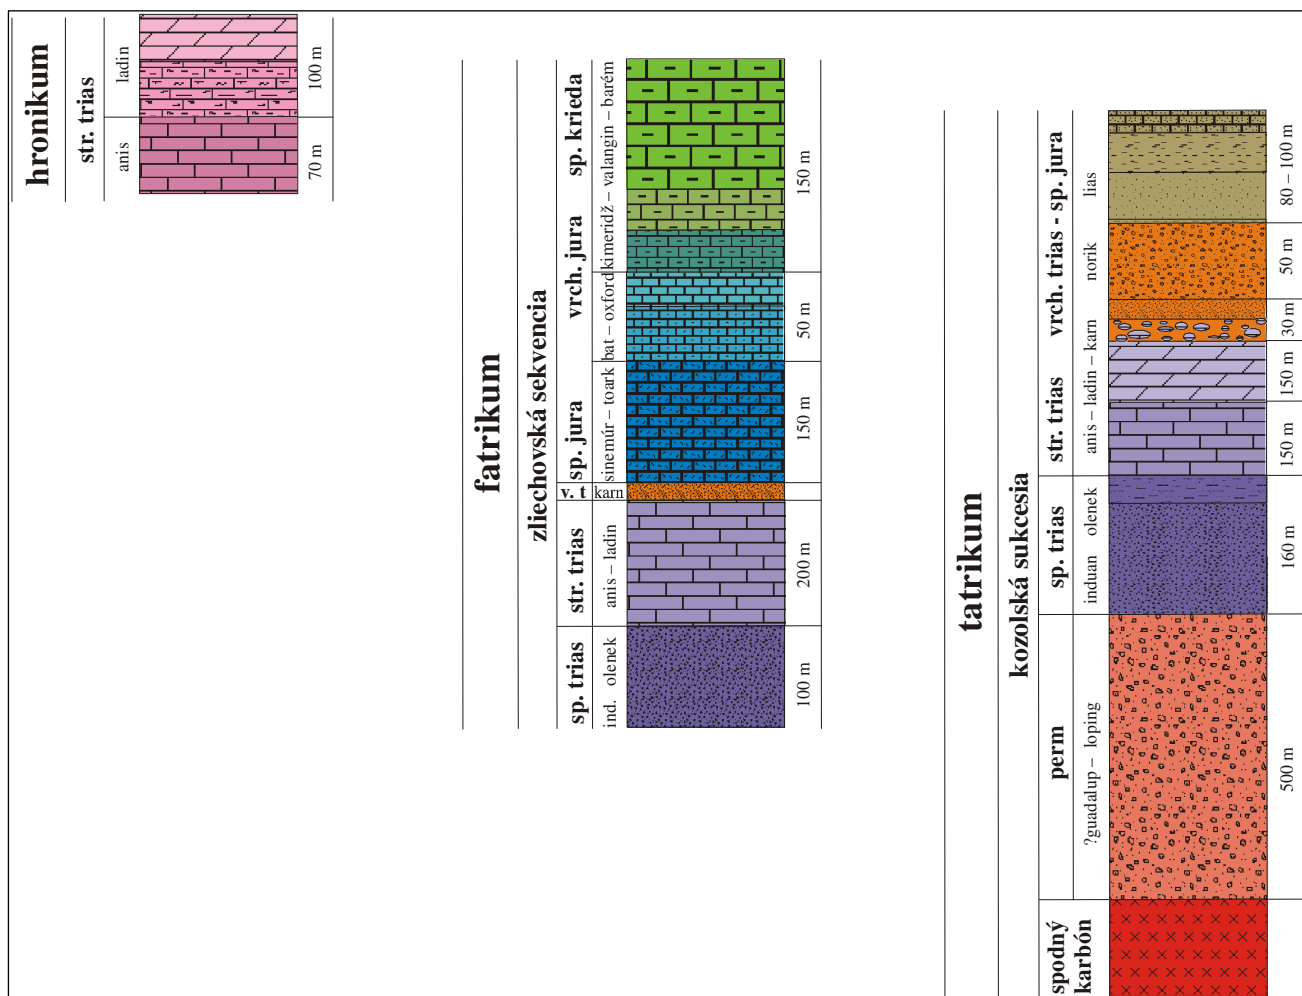 hronikum
str. trias
ladin
anis
100 m
70 m
fatrikum
zliechovská sekvencia
sp. krieda
vrch. jura
sp. jura
v. t
str. trias
sp. trias
kimeridž – valangin – barém
bat – oxford
sinemúr – toark
karn
anis – ladin
ind. olenek
150 m
50 m
150 m
200 m
100 m
tatrikum
kozolská sukcesia
vrch. trias - sp. jura
str. trias
sp. trias
perm
spodný
karbón
lias
norik
anis – ladin – karn
induan olenek
?guadalup – loping
80 – 100 m
50 m
30 m
150 m
150 m
160 m
500 m